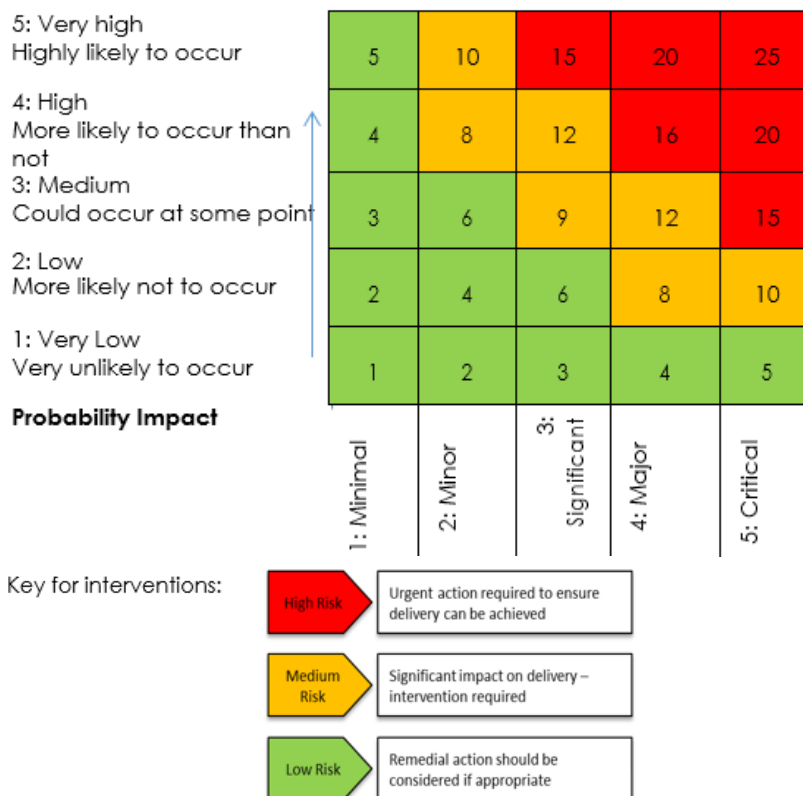 5: Very high
Highly likely to occur
5 10 15 20 25
4: High
More likely to occur than
not
4 8 12 16 20
3: Medium
Could occur at some point
3 6 9 12 15
2: Low
More likely not to occur
2 4 6 8 10
1: Very Low
Very unlikely to occur
1 2 3 4 5
Probability Impact
1: Minimal
2: Minor
3:
Significant
4: Major
5: Critical
Key for interventions:
High Risk
Urgent action required to ensure
delivery can be achieved
Medium
Risk
Significant impact on delivery –
intervention required
Low Risk
Remedial action should be
considered if appropriate